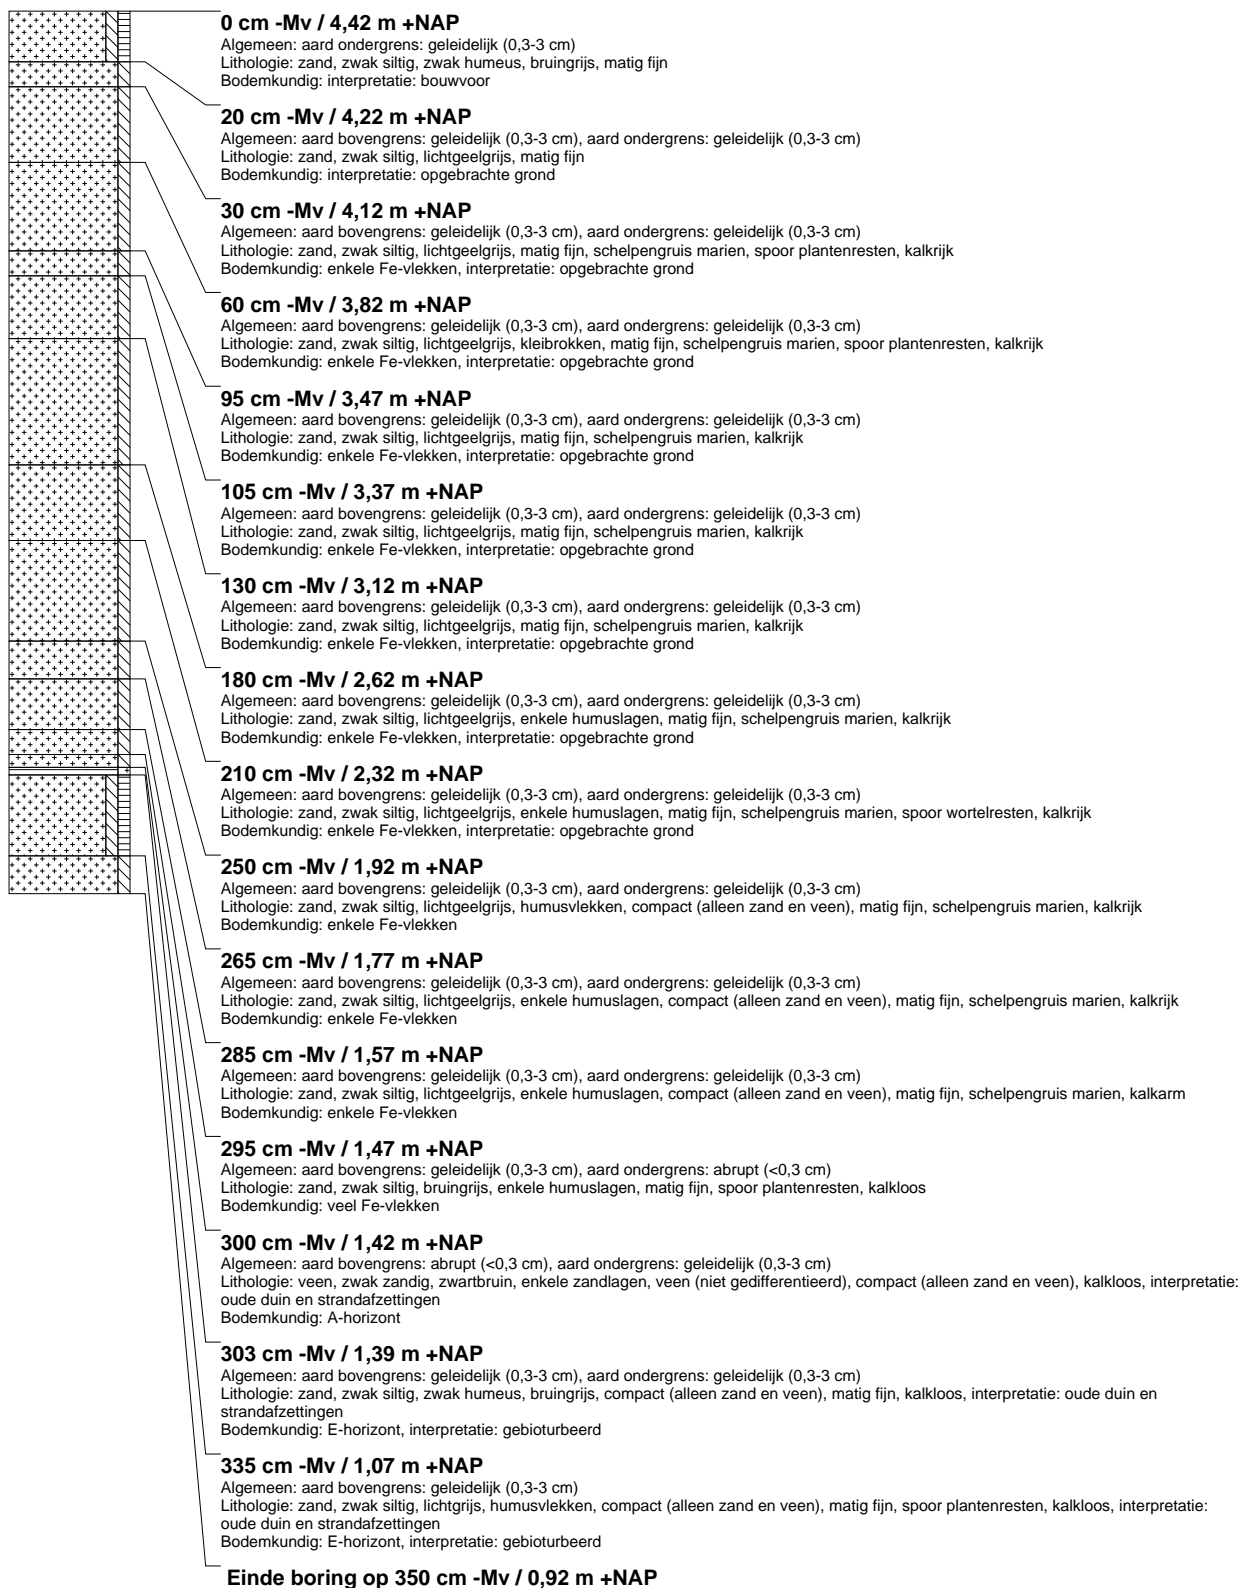 0 cm -Mv / 4,42 m +NAP
Algemeen: aard ondergrens: geleidelijk (0,3-3 cm)
Lithologie: zand, zwak siltig, zwak humeus, bruingrijs, matig fijn
Bodemkundig: interpretatie: bouwvoor
20 cm -Mv / 4,22 m +NAP
Algemeen: aard bovengrens: geleidelijk (0,3-3 cm), aard ondergrens: geleidelijk (0,3-3 cm)
Lithologie: zand, zwak siltig, lichtgeelgrijs, matig fijn
Bodemkundig: interpretatie: opgebrachte grond
30 cm -Mv / 4,12 m +NAP
Algemeen: aard bovengrens: geleidelijk (0,3-3 cm), aard ondergrens: geleidelijk (0,3-3 cm)
Lithologie: zand, zwak siltig, lichtgeelgrijs, matig fijn, schelpengruis marien, spoor plantenresten, kalkrijk
Bodemkundig: enkele Fe-vlekken, interpretatie: opgebrachte grond
60 cm -Mv / 3,82 m +NAP
Algemeen: aard bovengrens: geleidelijk (0,3-3 cm), aard ondergrens: geleidelijk (0,3-3 cm)
Lithologie: zand, zwak siltig, lichtgeelgrijs, kleibrokken, matig fijn, schelpengruis marien, spoor plantenresten, kalkrijk
Bodemkundig: enkele Fe-vlekken, interpretatie: opgebrachte grond
95 cm -Mv / 3,47 m +NAP
Algemeen: aard bovengrens: geleidelijk (0,3-3 cm), aard ondergrens: geleidelijk (0,3-3 cm)
Lithologie: zand, zwak siltig, lichtgeelgrijs, matig fijn, schelpengruis marien, kalkrijk
Bodemkundig: enkele Fe-vlekken, interpretatie: opgebrachte grond
105 cm -Mv / 3,37 m +NAP
Algemeen: aard bovengrens: geleidelijk (0,3-3 cm), aard ondergrens: geleidelijk (0,3-3 cm)
Lithologie: zand, zwak siltig, lichtgeelgrijs, matig fijn, schelpengruis marien, kalkrijk
Bodemkundig: enkele Fe-vlekken, interpretatie: opgebrachte grond
130 cm -Mv / 3,12 m +NAP
Algemeen: aard bovengrens: geleidelijk (0,3-3 cm), aard ondergrens: geleidelijk (0,3-3 cm)
Lithologie: zand, zwak siltig, lichtgeelgrijs, matig fijn, schelpengruis marien, kalkrijk
Bodemkundig: enkele Fe-vlekken, interpretatie: opgebrachte grond
180 cm -Mv / 2,62 m +NAP
Algemeen: aard bovengrens: geleidelijk (0,3-3 cm), aard ondergrens: geleidelijk (0,3-3 cm)
Lithologie: zand, zwak siltig, lichtgeelgrijs, enkele humuslagen, matig fijn, schelpengruis marien, kalkrijk
Bodemkundig: enkele Fe-vlekken, interpretatie: opgebrachte grond
210 cm -Mv / 2,32 m +NAP
Algemeen: aard bovengrens: geleidelijk (0,3-3 cm), aard ondergrens: geleidelijk (0,3-3 cm)
Lithologie: zand, zwak siltig, lichtgeelgrijs, enkele humuslagen, matig fijn, schelpengruis marien, spoor wortelresten, kalkrijk
Bodemkundig: enkele Fe-vlekken, interpretatie: opgebrachte grond
250 cm -Mv / 1,92 m +NAP
Algemeen: aard bovengrens: geleidelijk (0,3-3 cm), aard ondergrens: geleidelijk (0,3-3 cm)
Lithologie: zand, zwak siltig, lichtgeelgrijs, humusvlekken, compact (alleen zand en veen), matig fijn, schelpengruis marien, kalkrijk
Bodemkundig: enkele Fe-vlekken
265 cm -Mv / 1,77 m +NAP
Algemeen: aard bovengrens: geleidelijk (0,3-3 cm), aard ondergrens: geleidelijk (0,3-3 cm)
Lithologie: zand, zwak siltig, lichtgeelgrijs, enkele humuslagen, compact (alleen zand en veen), matig fijn, schelpengruis marien, kalkrijk
Bodemkundig: enkele Fe-vlekken
285 cm -Mv / 1,57 m +NAP
Algemeen: aard bovengrens: geleidelijk (0,3-3 cm), aard ondergrens: geleidelijk (0,3-3 cm)
Lithologie: zand, zwak siltig, lichtgeelgrijs, enkele humuslagen, compact (alleen zand en veen), matig fijn, schelpengruis marien, kalkarm
Bodemkundig: enkele Fe-vlekken
295 cm -Mv / 1,47 m +NAP
Algemeen: aard bovengrens: geleidelijk (0,3-3 cm), aard ondergrens: abrupt (<0,3 cm)
Lithologie: zand, zwak siltig, bruingrijs, enkele humuslagen, matig fijn, spoor plantenresten, kalkloos
Bodemkundig: veel Fe-vlekken
300 cm -Mv / 1,42 m +NAP
Algemeen: aard bovengrens: abrupt (<0,3 cm), aard ondergrens: geleidelijk (0,3-3 cm)
Lithologie: veen, zwak zandig, zwartbruin, enkele zandlagen, veen (niet gedifferentieerd), compact (alleen zand en veen), kalkloos, interpretatie:
oude duin en strandafzettingen
Bodemkundig: A-horizont
303 cm -Mv / 1,39 m +NAP
Algemeen: aard bovengrens: geleidelijk (0,3-3 cm), aard ondergrens: geleidelijk (0,3-3 cm)
Lithologie: zand, zwak siltig, zwak humeus, bruingrijs, compact (alleen zand en veen), matig fijn, kalkloos, interpretatie: oude duin en
strandafzettingen
Bodemkundig: E-horizont, interpretatie: gebioturbeerd
335 cm -Mv / 1,07 m +NAP
Algemeen: aard bovengrens: geleidelijk (0,3-3 cm)
Lithologie: zand, zwak siltig, lichtgrijs, humusvlekken, compact (alleen zand en veen), matig fijn, spoor plantenresten, kalkloos, interpretatie:
oude duin en strandafzettingen
Bodemkundig: E-horizont, interpretatie: gebioturbeerd
Einde boring op 350 cm -Mv / 0,92 m +NAP